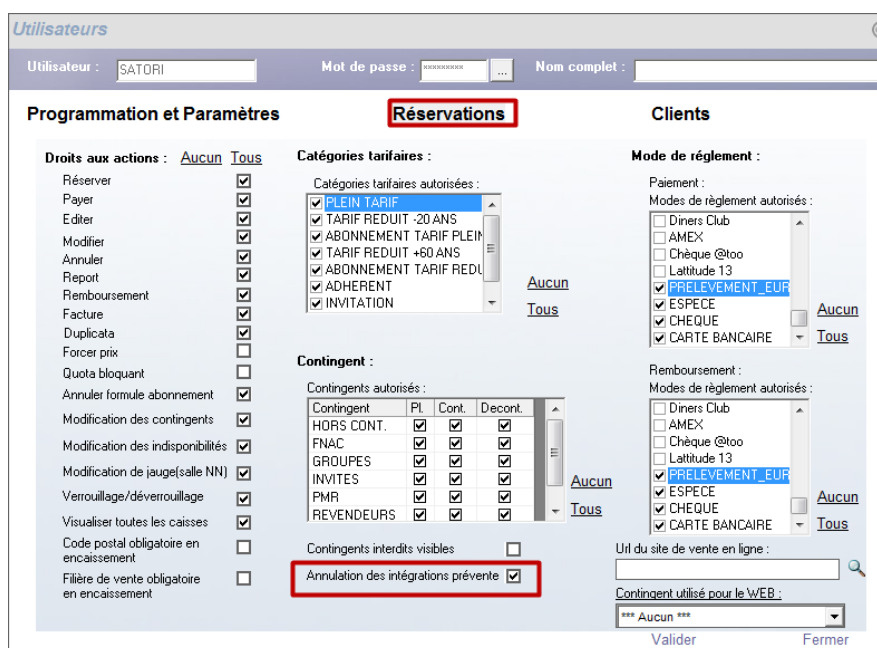 Utilisateurs
Utilisateur : SATORI Mot de passe : ********* ... Nom complet :
Programmation et Paramètres Réservations Clients
Droits aux actions : Aucun Tous
Réserver
Payer
Editer
Modifier
Annuler
Report
Remboursement
Facture
Duplicata
Forcer prix
Quota bloquant
Annuler formule abonnement
Modification des contingents
Modification des indisponibilités
Modification de jauge(salle NN)
Verrouillage/déverrouillage
Visualiser toutes les caisses
Code postal obligatoire en
encaissement
Filière de vente obligatoire
en encaissement
Catégories tarifaires :
Catégories tarifaires autorisées :
PLEIN TARIF
TARIF REDUIT -20 ANS
ABONNEMENT TARIF PLEIN
TARIF REDUIT +60 ANS
ABONNEMENT TARIF REDU
ADHERENT
INVITATION
Aucun
Tous
Contingent :
Contingents autorisés :
Contingent Pl. Cont. Decont.
HORS CONT.
FNAC
GROUPES
INVITES
PMR
REVENDEURS
Aucun
Tous
Contingents interdits visibles
Annulation des intégrations prévente
Mode de réglement :
Paiement :
Modes de règlement autorisés :
Diners Club
AMEX
Chèque @too
Lattitude 13
PRELEVEMENT_EUR
ESPECE
CHEQUE
CARTE BANCAIRE
Aucun
Tous
Remboursement :
Modes de règlement autorisés :
Diners Club
AMEX
Chèque @too
Lattitude 13
PRELEVEMENT_EUR
ESPECE
CHEQUE
CARTE BANCAIRE
Aucun
Tous
Url du site de vente en ligne :
Contingent utilisé pour le WEB :
*** Aucun ***
Valider Fermer